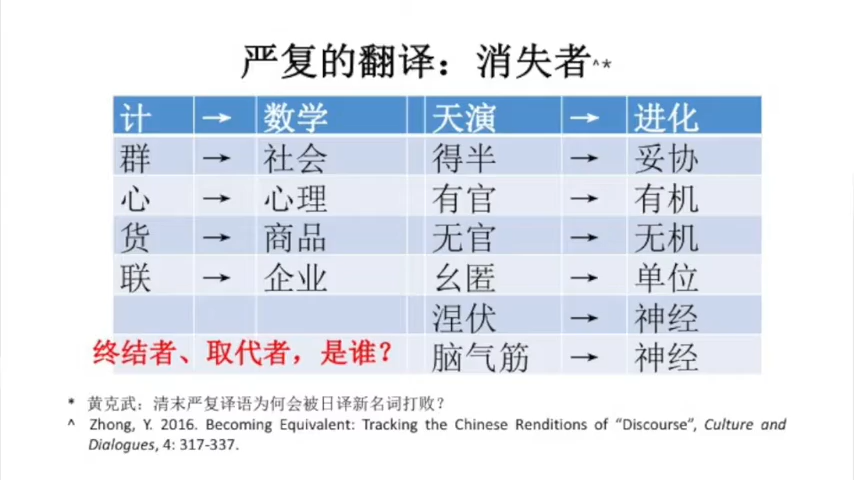 严复的翻译：消失者^*
计 → 数学 天演 → 进化
群 → 社会 得半 → 妥协
心 → 心理 有官 → 有机
货 → 商品 无官 → 无机
联 → 企业 幺匿 → 单位
涅伏 → 神经
终结者、取代者，是谁？ 脑气筋 → 神经
* 黄克武：清末严复译语为何会被日译新名词打败？
^ Zhong, Y. 2016. Becoming Equivalent: Tracking the Chinese Renditions of “Discourse”, Culture and
Dialogues, 4: 317-337.